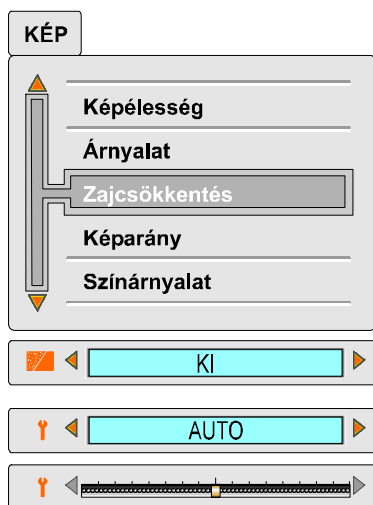 KÉP
Képélesség
Árnyalat
Zajcsökkentés
Képarány
Színárnyalat
KI
AUTO